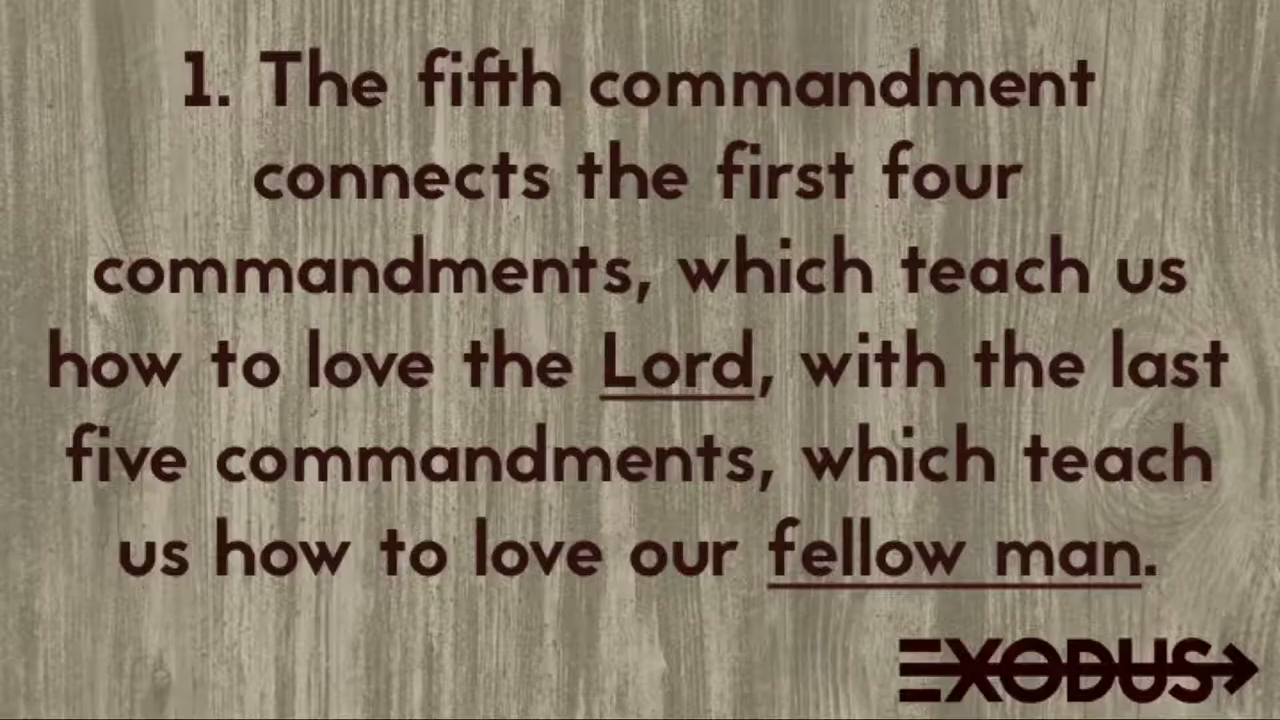 1. The fifth commandment
connects the first four
commandments, which teach us
how to love the Lord, with the last
five commandments, which teach
us how to love our fellow man.
EXODUS